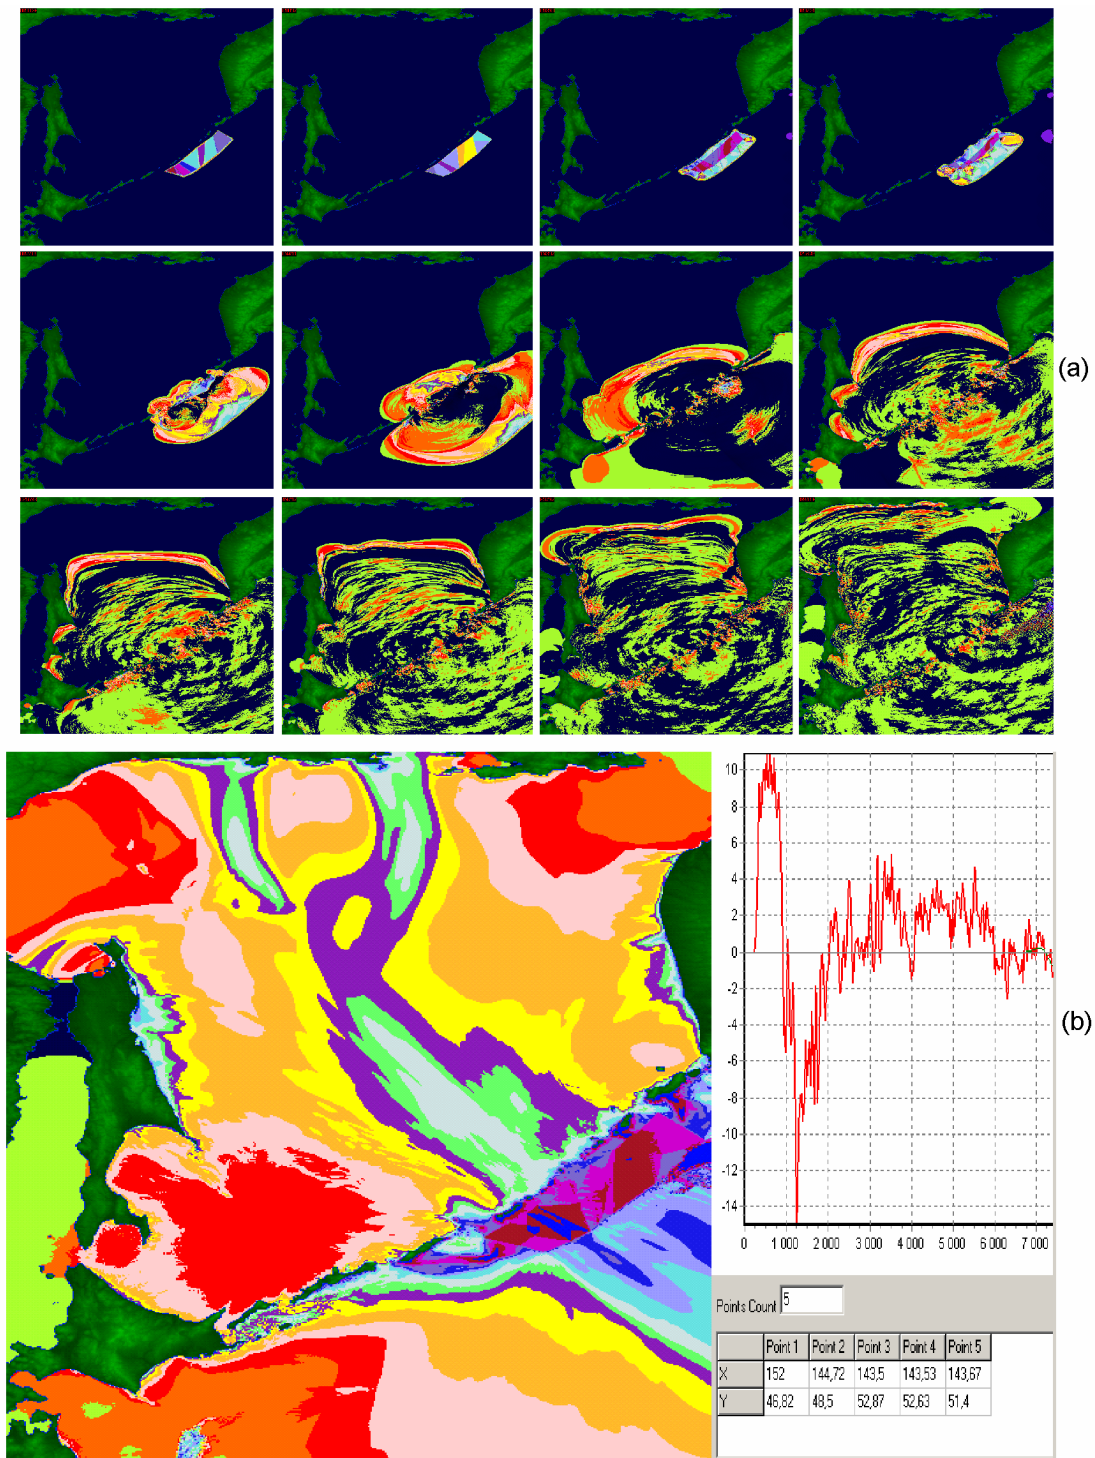 (a)
10
8
6
4
2
0
-2
-4
-6
-8
-10
-12
-14
0 1 000 2 000 3 000 4 000 5 000 6 000 7 000
(b)
Points Count 5
Point 1 Point 2 Point 3 Point 4 Point 5
X 152 144,72 143,5 143,53 143,67
Y 46,82 48,5 52,87 52,63 51,4